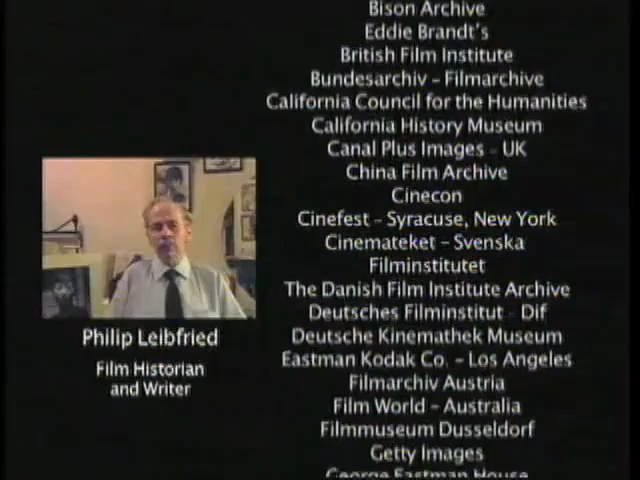 Bison Archive
Eddie Brandt's
British Film Institute
Bundesarchiv - Filmarchive
California Council for the Humanities
California History Museum
Canal Plus Images - UK
China Film Archive
Cinecon
Cinefest - Syracuse, New York
Cinemateket - Svenska
Filminstitutet
The Danish Film Institute Archive
Deutsches Filminstitut - Dif
Deutsche Kinemathek Museum
Eastman Kodak Co. - Los Angeles
Filmarchiv Austria
Film World - Australia
Filmmuseum Dusseldorf
Getty Images
George Eastman House
Philip Leibfried
Film Historian
and Writer